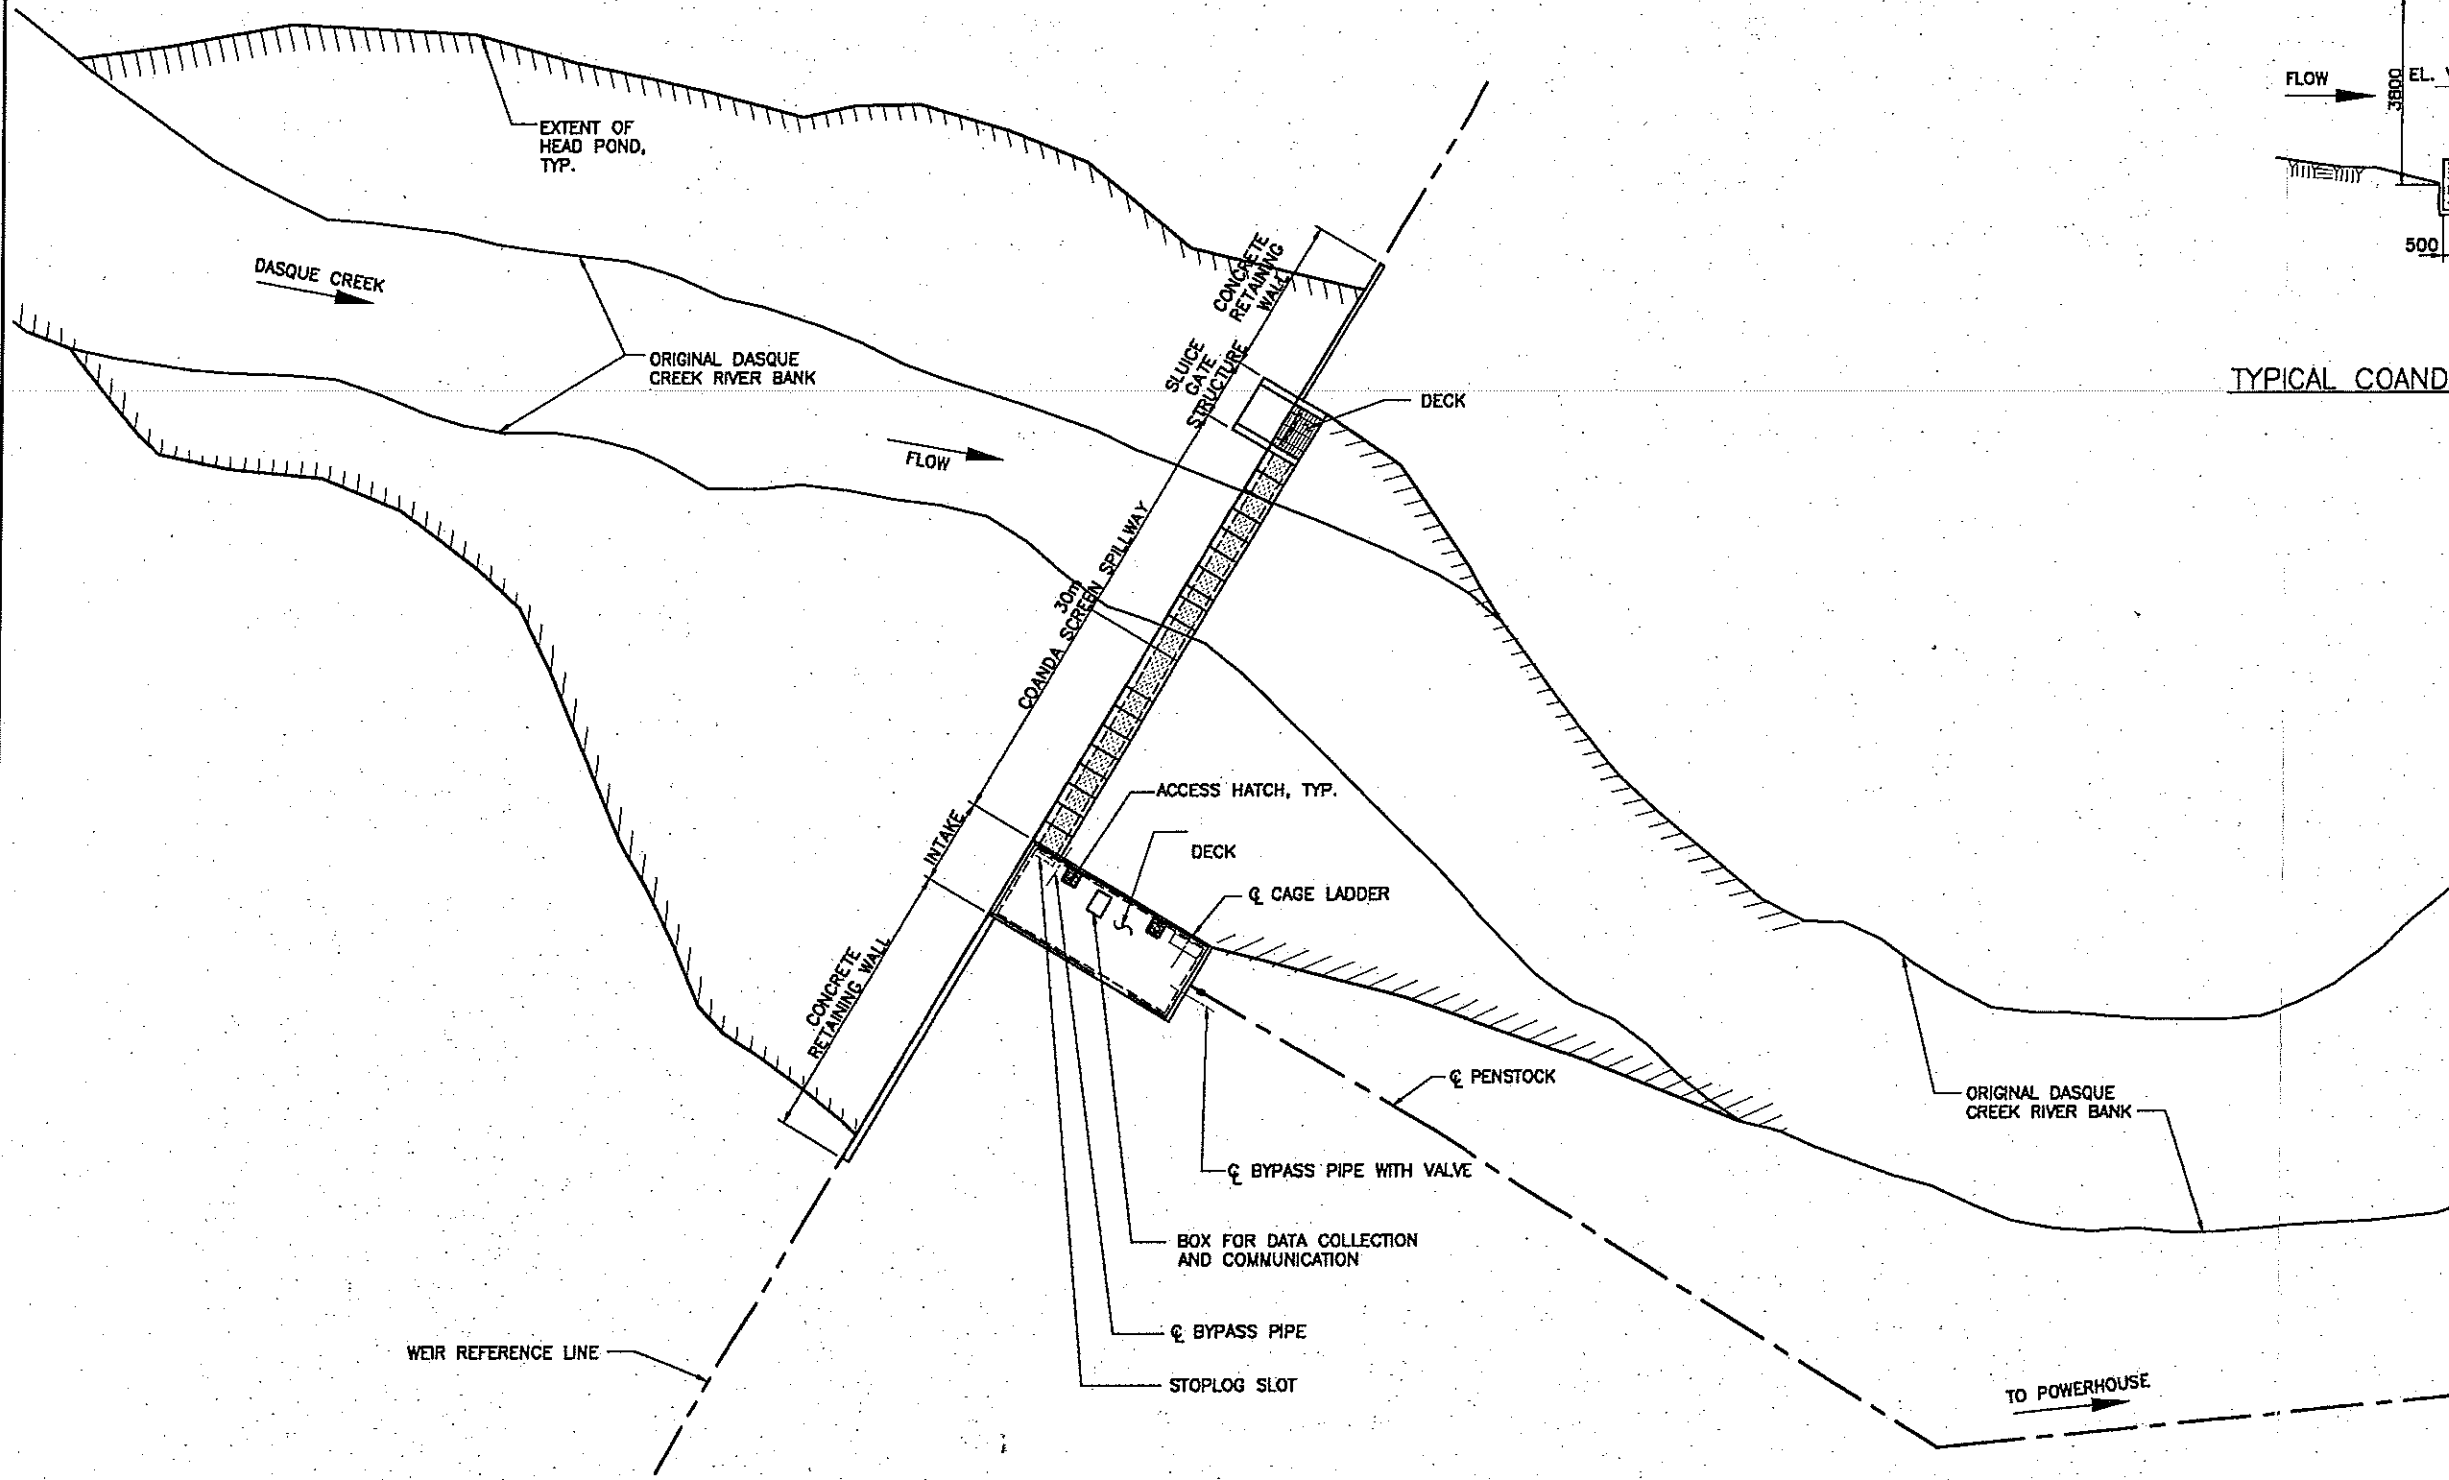 FLOW
3800
EL.
EXTENT OF
HEAD POND,
TYP.
500
DASQUE CREEK
CONCRETE
RETAINING
WALL
ORIGINAL DASQUE
CREEK RIVER BANK
SLUICE
GATE
STRUCTURE
TYPICAL COAND
DECK
FLOW
30m
COANDA SCREEN SPILLWAY
ACCESS HATCH, TYP.
INTAKE
DECK
℄ CAGE LADDER
CONCRETE
RETAINING WALL
℄ PENSTOCK
ORIGINAL DASQUE
CREEK RIVER BANK
℄ BYPASS PIPE WITH VALVE
BOX FOR DATA COLLECTION
AND COMMUNICATION
℄ BYPASS PIPE
WEIR REFERENCE LINE
STOPLOG SLOT
TO POWERHOUSE